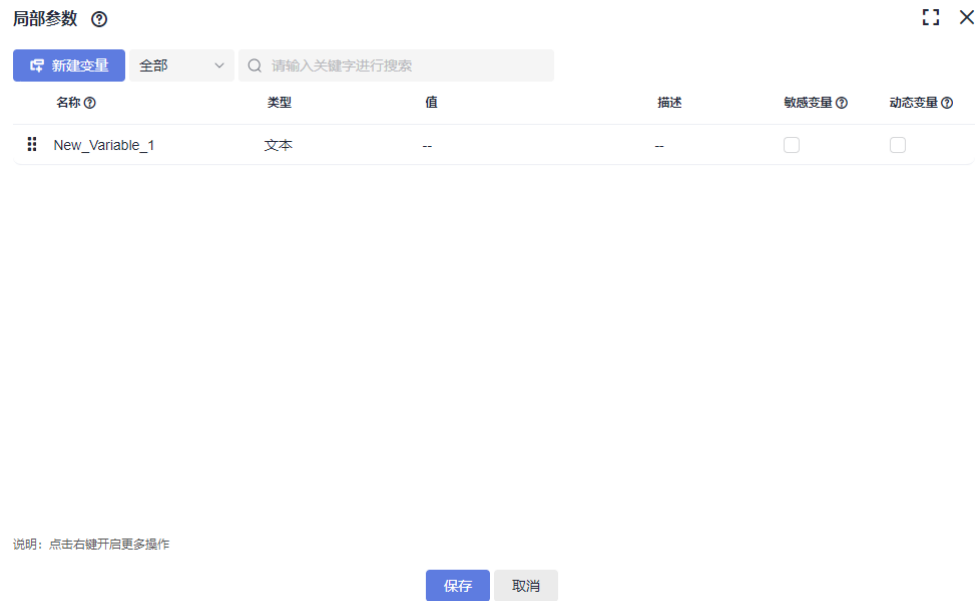 局部参数
新建变量 全部 请输入关键字进行搜索
名称 类型 值 描述 敏感变量 动态变量
New_Variable_1 文本 -- --
说明：点击右键开启更多操作
保存 取消